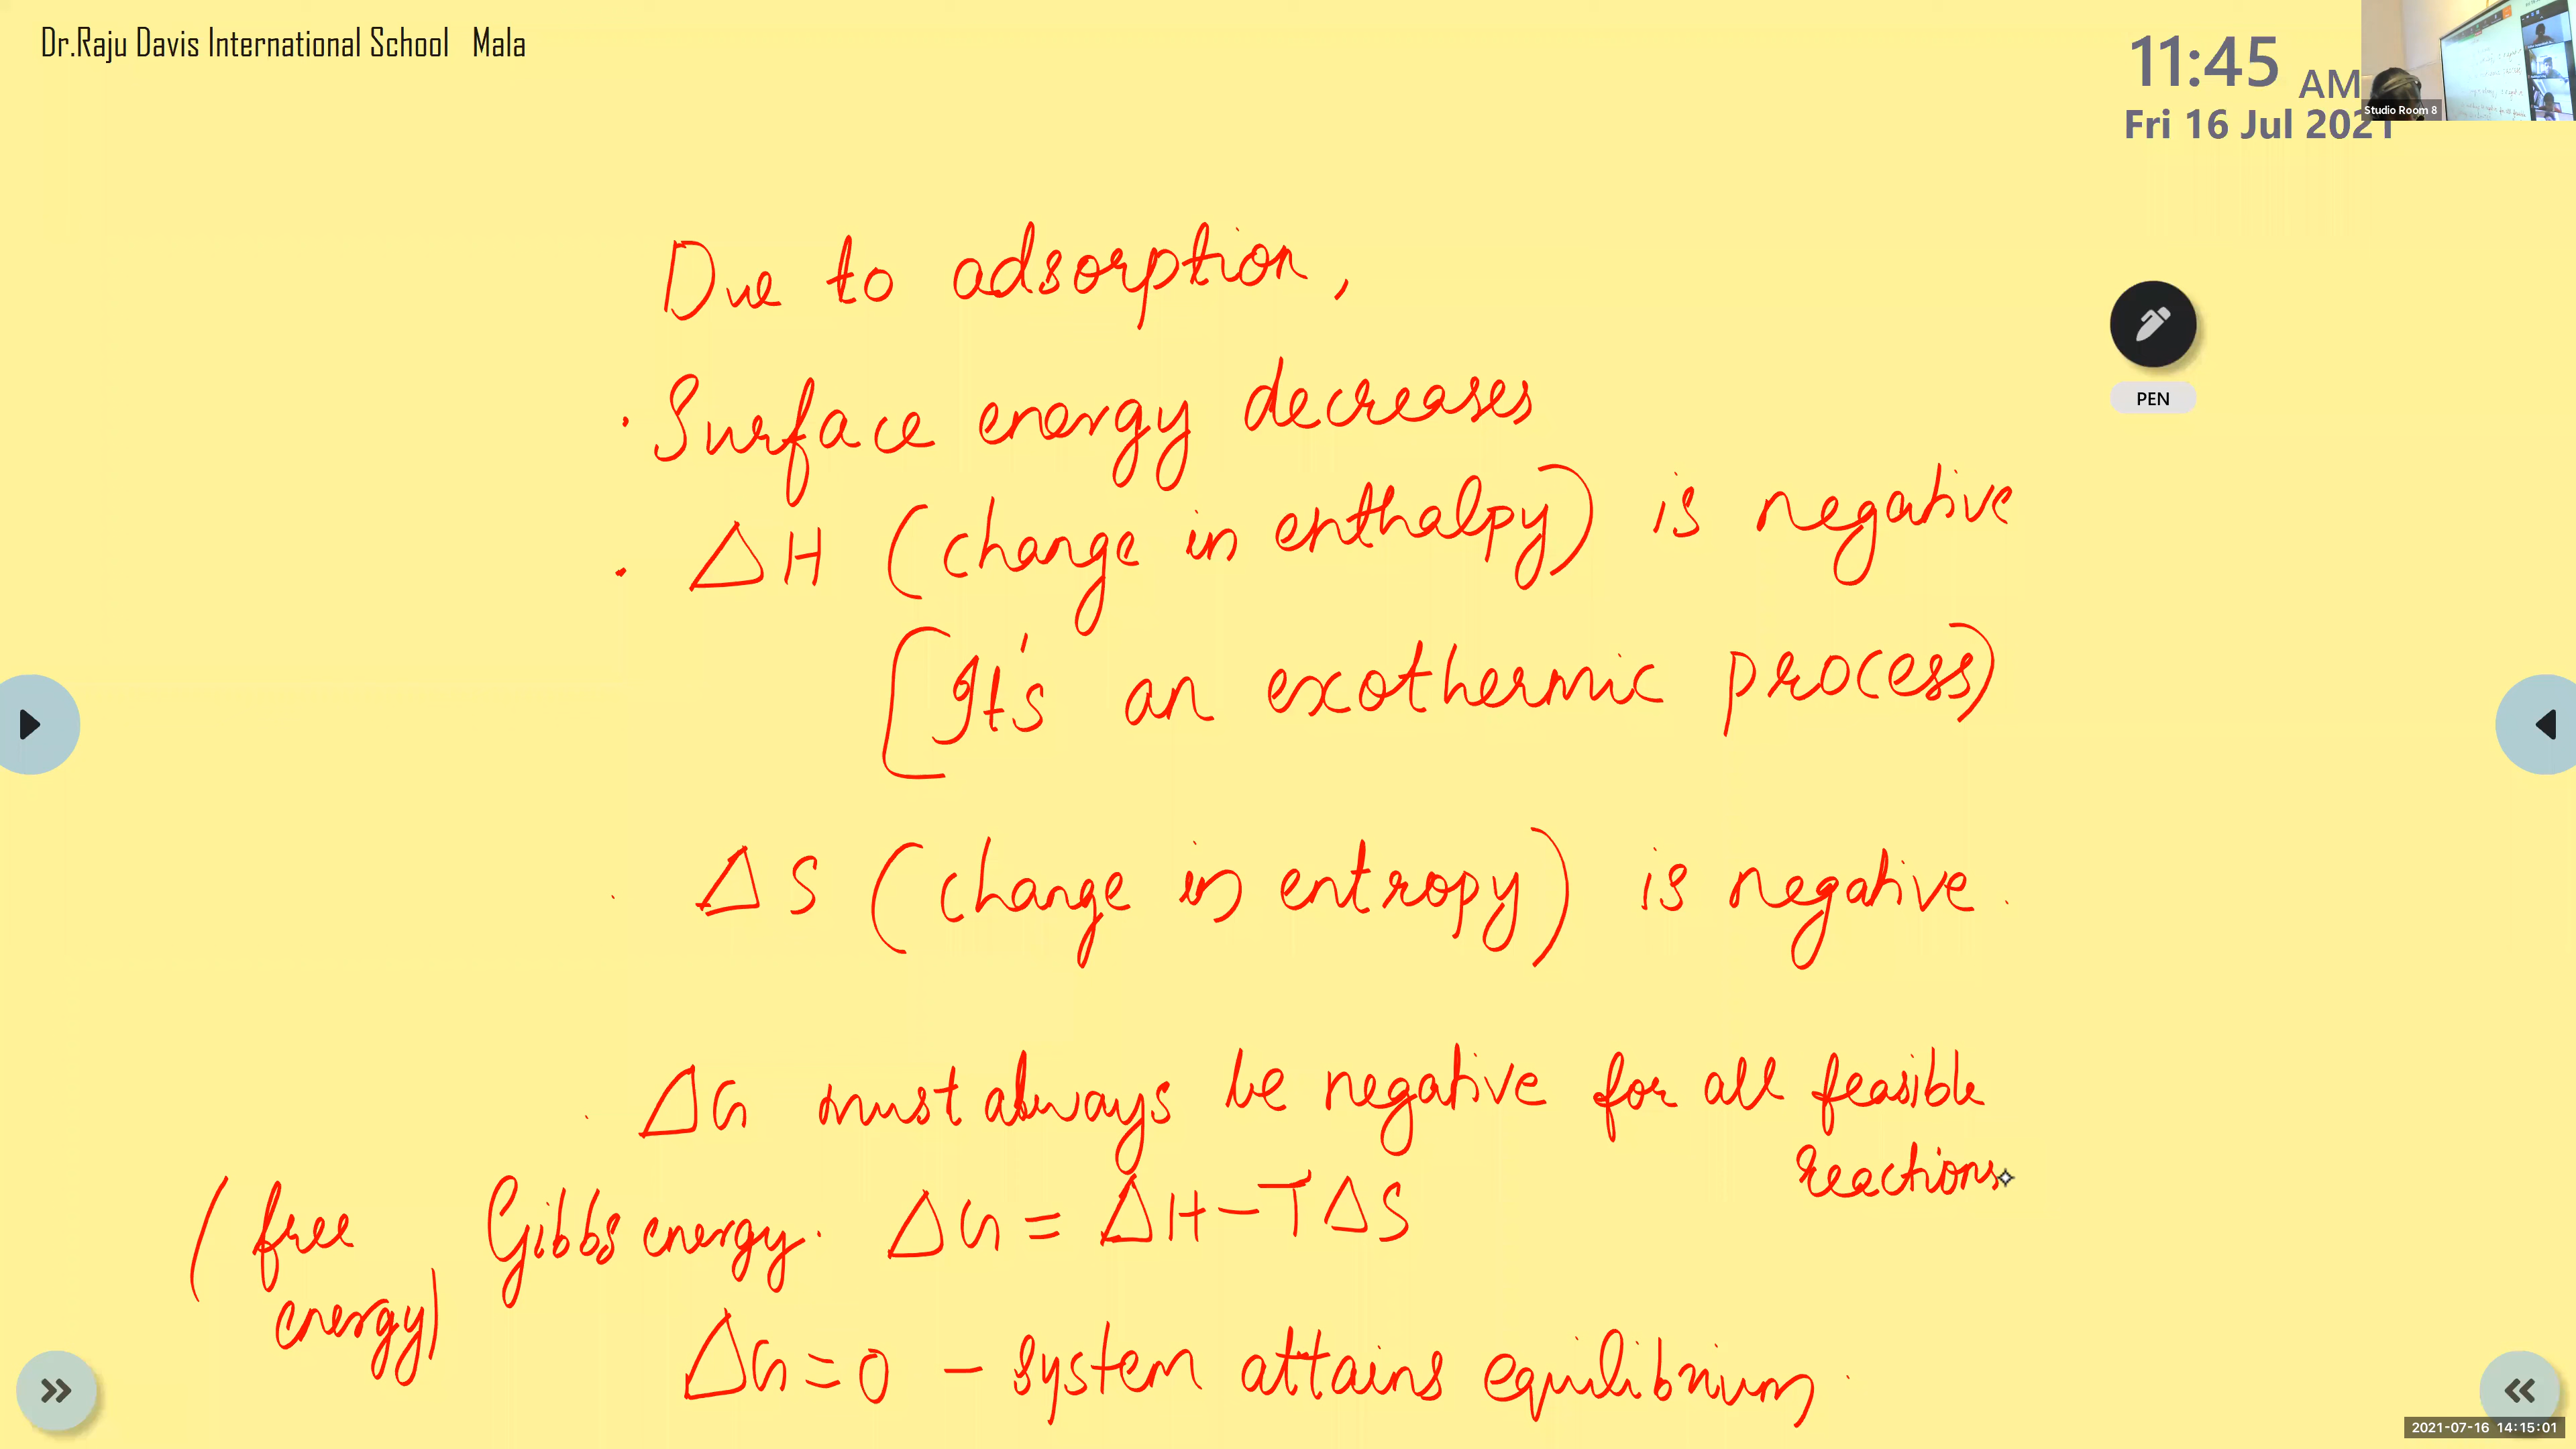 Dr.Raju Davis International School Mala
11:45 AM
Fri 16 Jul 2021
Studio Room 8
PEN
Due to adsorption,
· Surface energy decreases
· ΔH (change in enthalpy) is negative
[It's an exothermic process)
· ΔS (change in entropy) is negative.
· ΔG must always be negative for all feasible
reactions.
(free energy) Gibbs energy. ΔG = ΔH-TΔS
ΔG=0 - system attains equilibrium.
2021-07-16 14:15:01